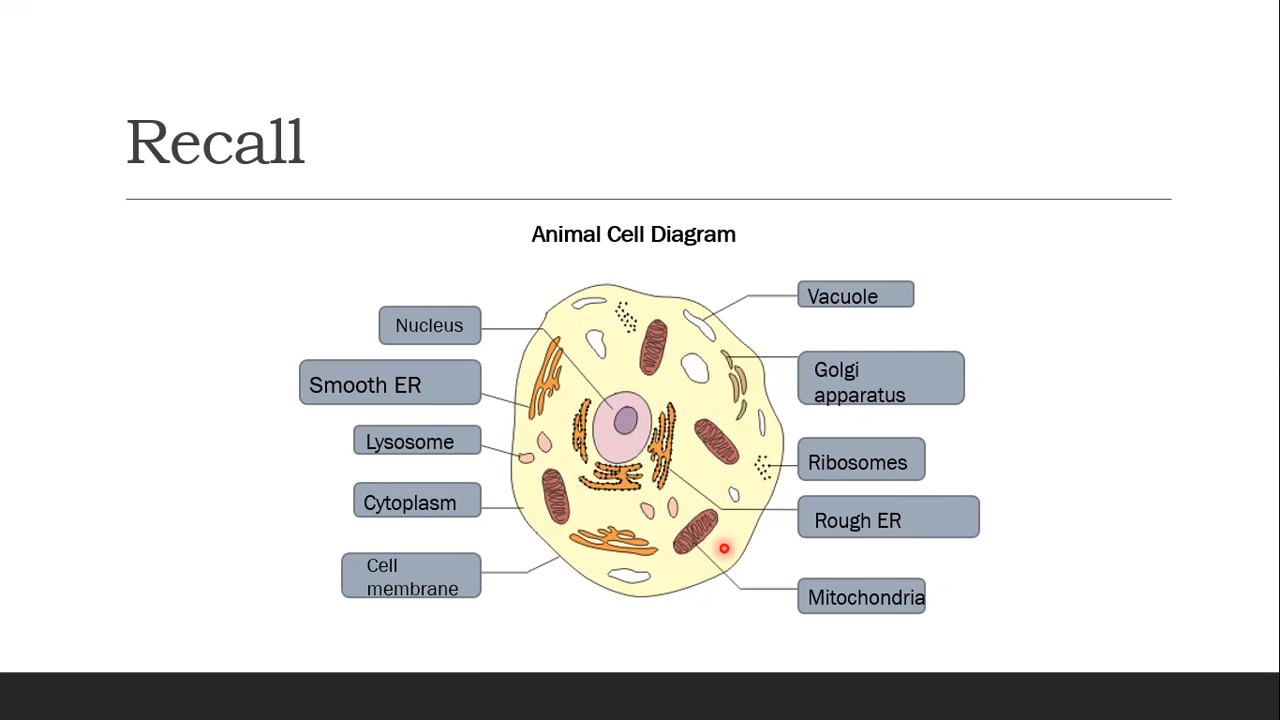 Recall
Animal Cell Diagram
Nucleus
Smooth ER
Lysosome
Cytoplasm
Cell
membrane
Vacuole
Golgi
apparatus
Ribosomes
Rough ER
Mitochondria